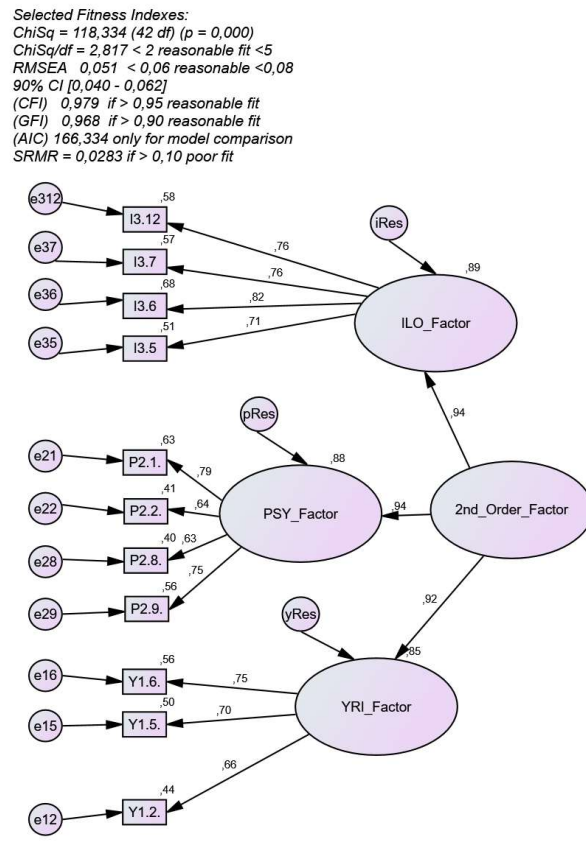 Selected Fitness Indexes:
ChiSq = 118,334 (42 df) (p = 0,000)
ChiSq/df = 2,817 < 2 reasonable fit <5
RMSEA 0,051 < 0,06 reasonable <0,08
90% CI [0,040 - 0,062]
(CFI) 0,979 if > 0.95 reasonable fit
(GFI) 0,968 if > 0.90 reasonable fit
(AIC) 166,334 only for model comparison
SRMR = 0,0283 if > 0,10 poor fit
,58
e312
I3.12
iRes
,57
e37
I3.7
,76
,89
,76
,68
e36
I3.6
,82
ILO_Factor
,51
e35
I3.5
,71
,94
pRes
,63
e21
P2.1.
,79
,88
,41
e22
P2.2.
,64
PSY_Factor
,94
2nd_Order_Factor
,40
,63
e28
P2.8.
,75
,56
e29
P2.9.
,92
yRes
,85
,56
e16
Y1.6.
,75
,50
e15
Y1.5.
,70
YRI_Factor
,66
,44
e12
Y1.2.